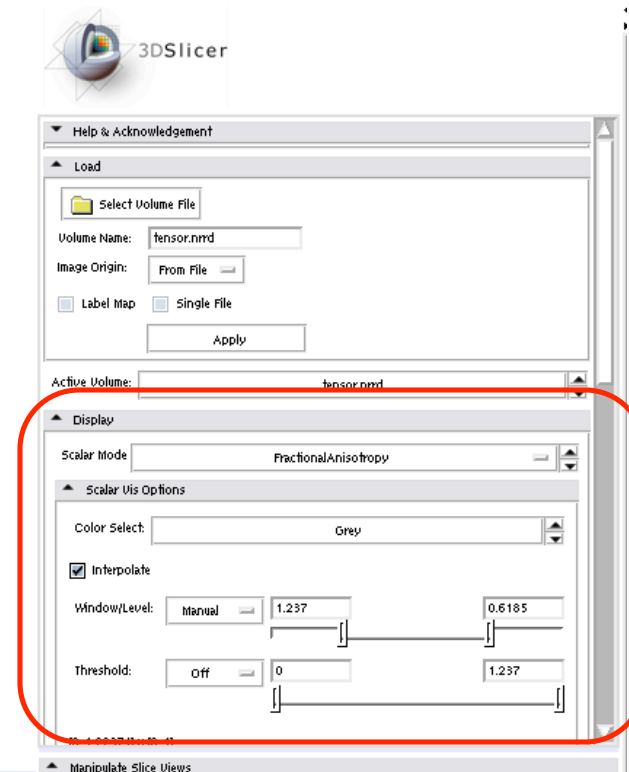 3DSlicer
Help & Acknowledgement
Load
Select Volume File
Volume Name: tensor.nrrd
Image Origin: From File
Label Map Single File
Apply
Active Volume: tensor.nrrd
Display
Scalar Mode FractionalAnisotropy
Scalar Vis Options
Color Select: Grey
Interpolate
Window/Level: Manual 1.237 0.6185
Threshold: Off 0 1.237
Manipulate Slice Views